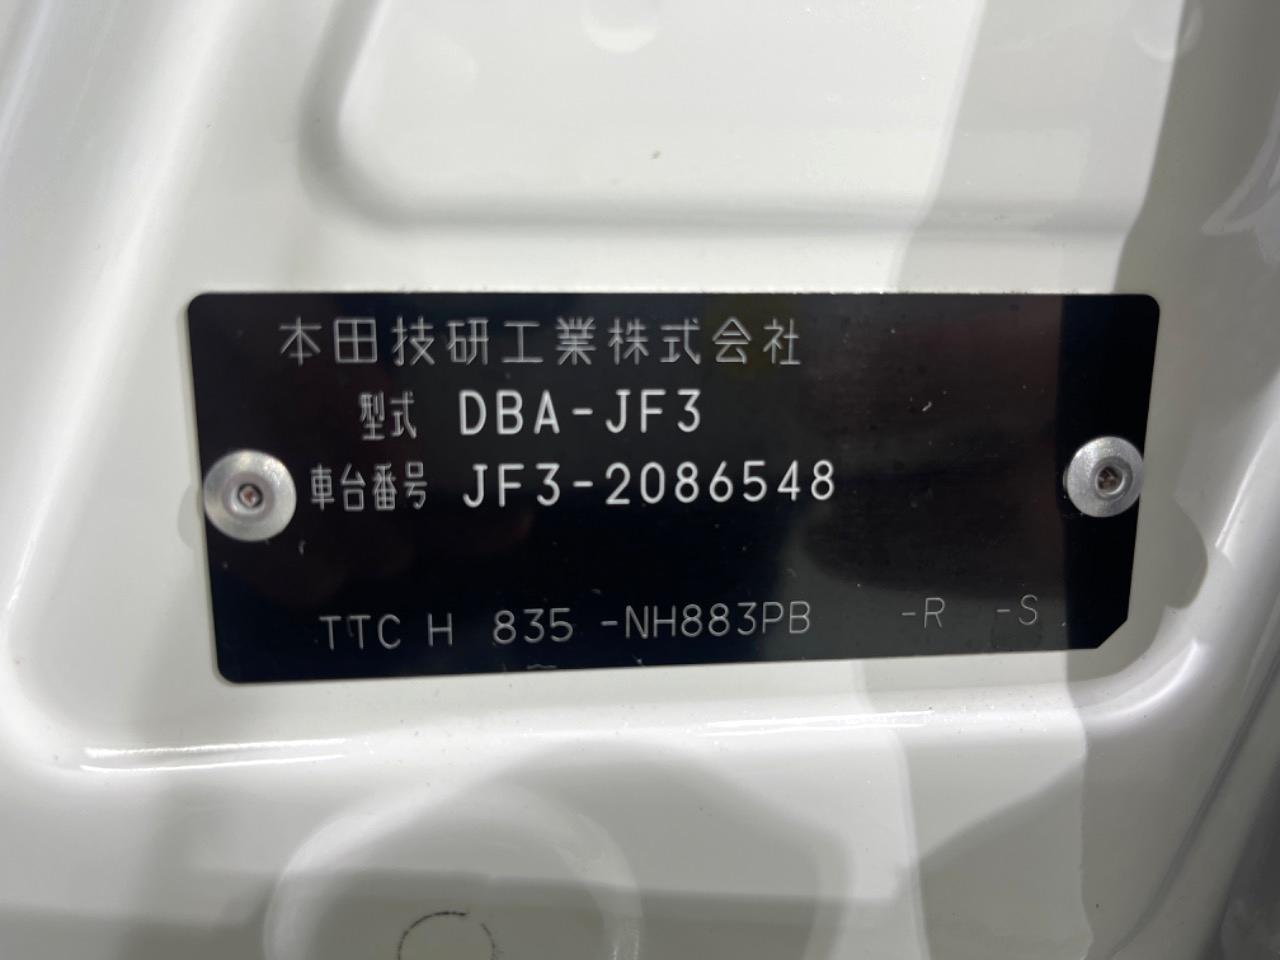 本田技研工業株式会社
型式 DBA-JF3
車台番号 JF3-2086548
TTC H 835 -NH883PB -R -S